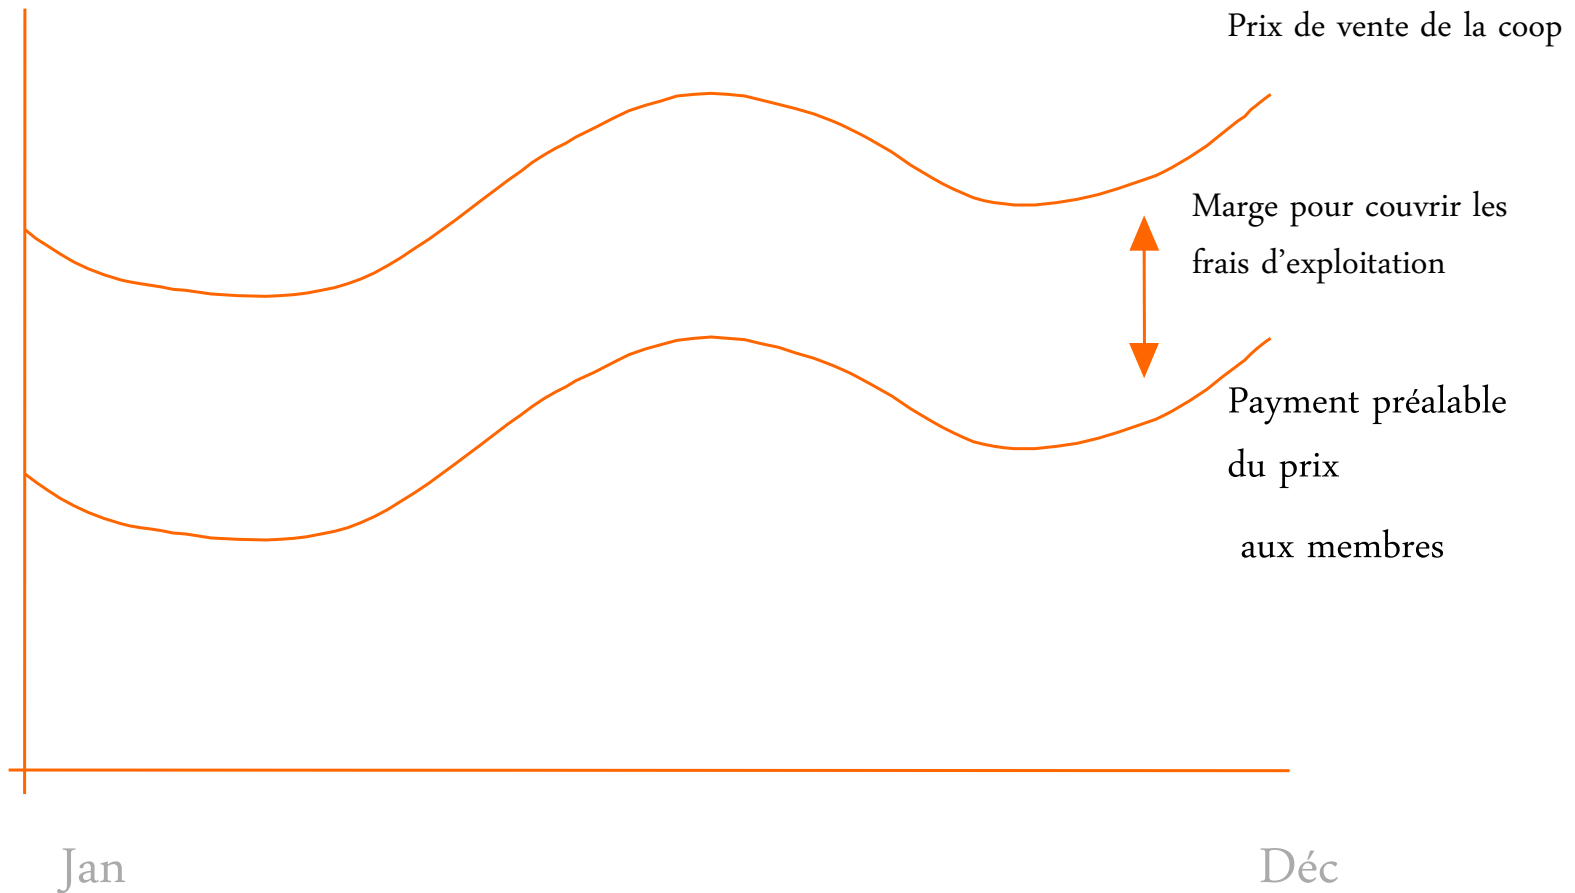 Prix de vente de la coop
Marge pour couvrir les
frais d’exploitation
Payment préalable
du prix
aux membres
Jan
Déc